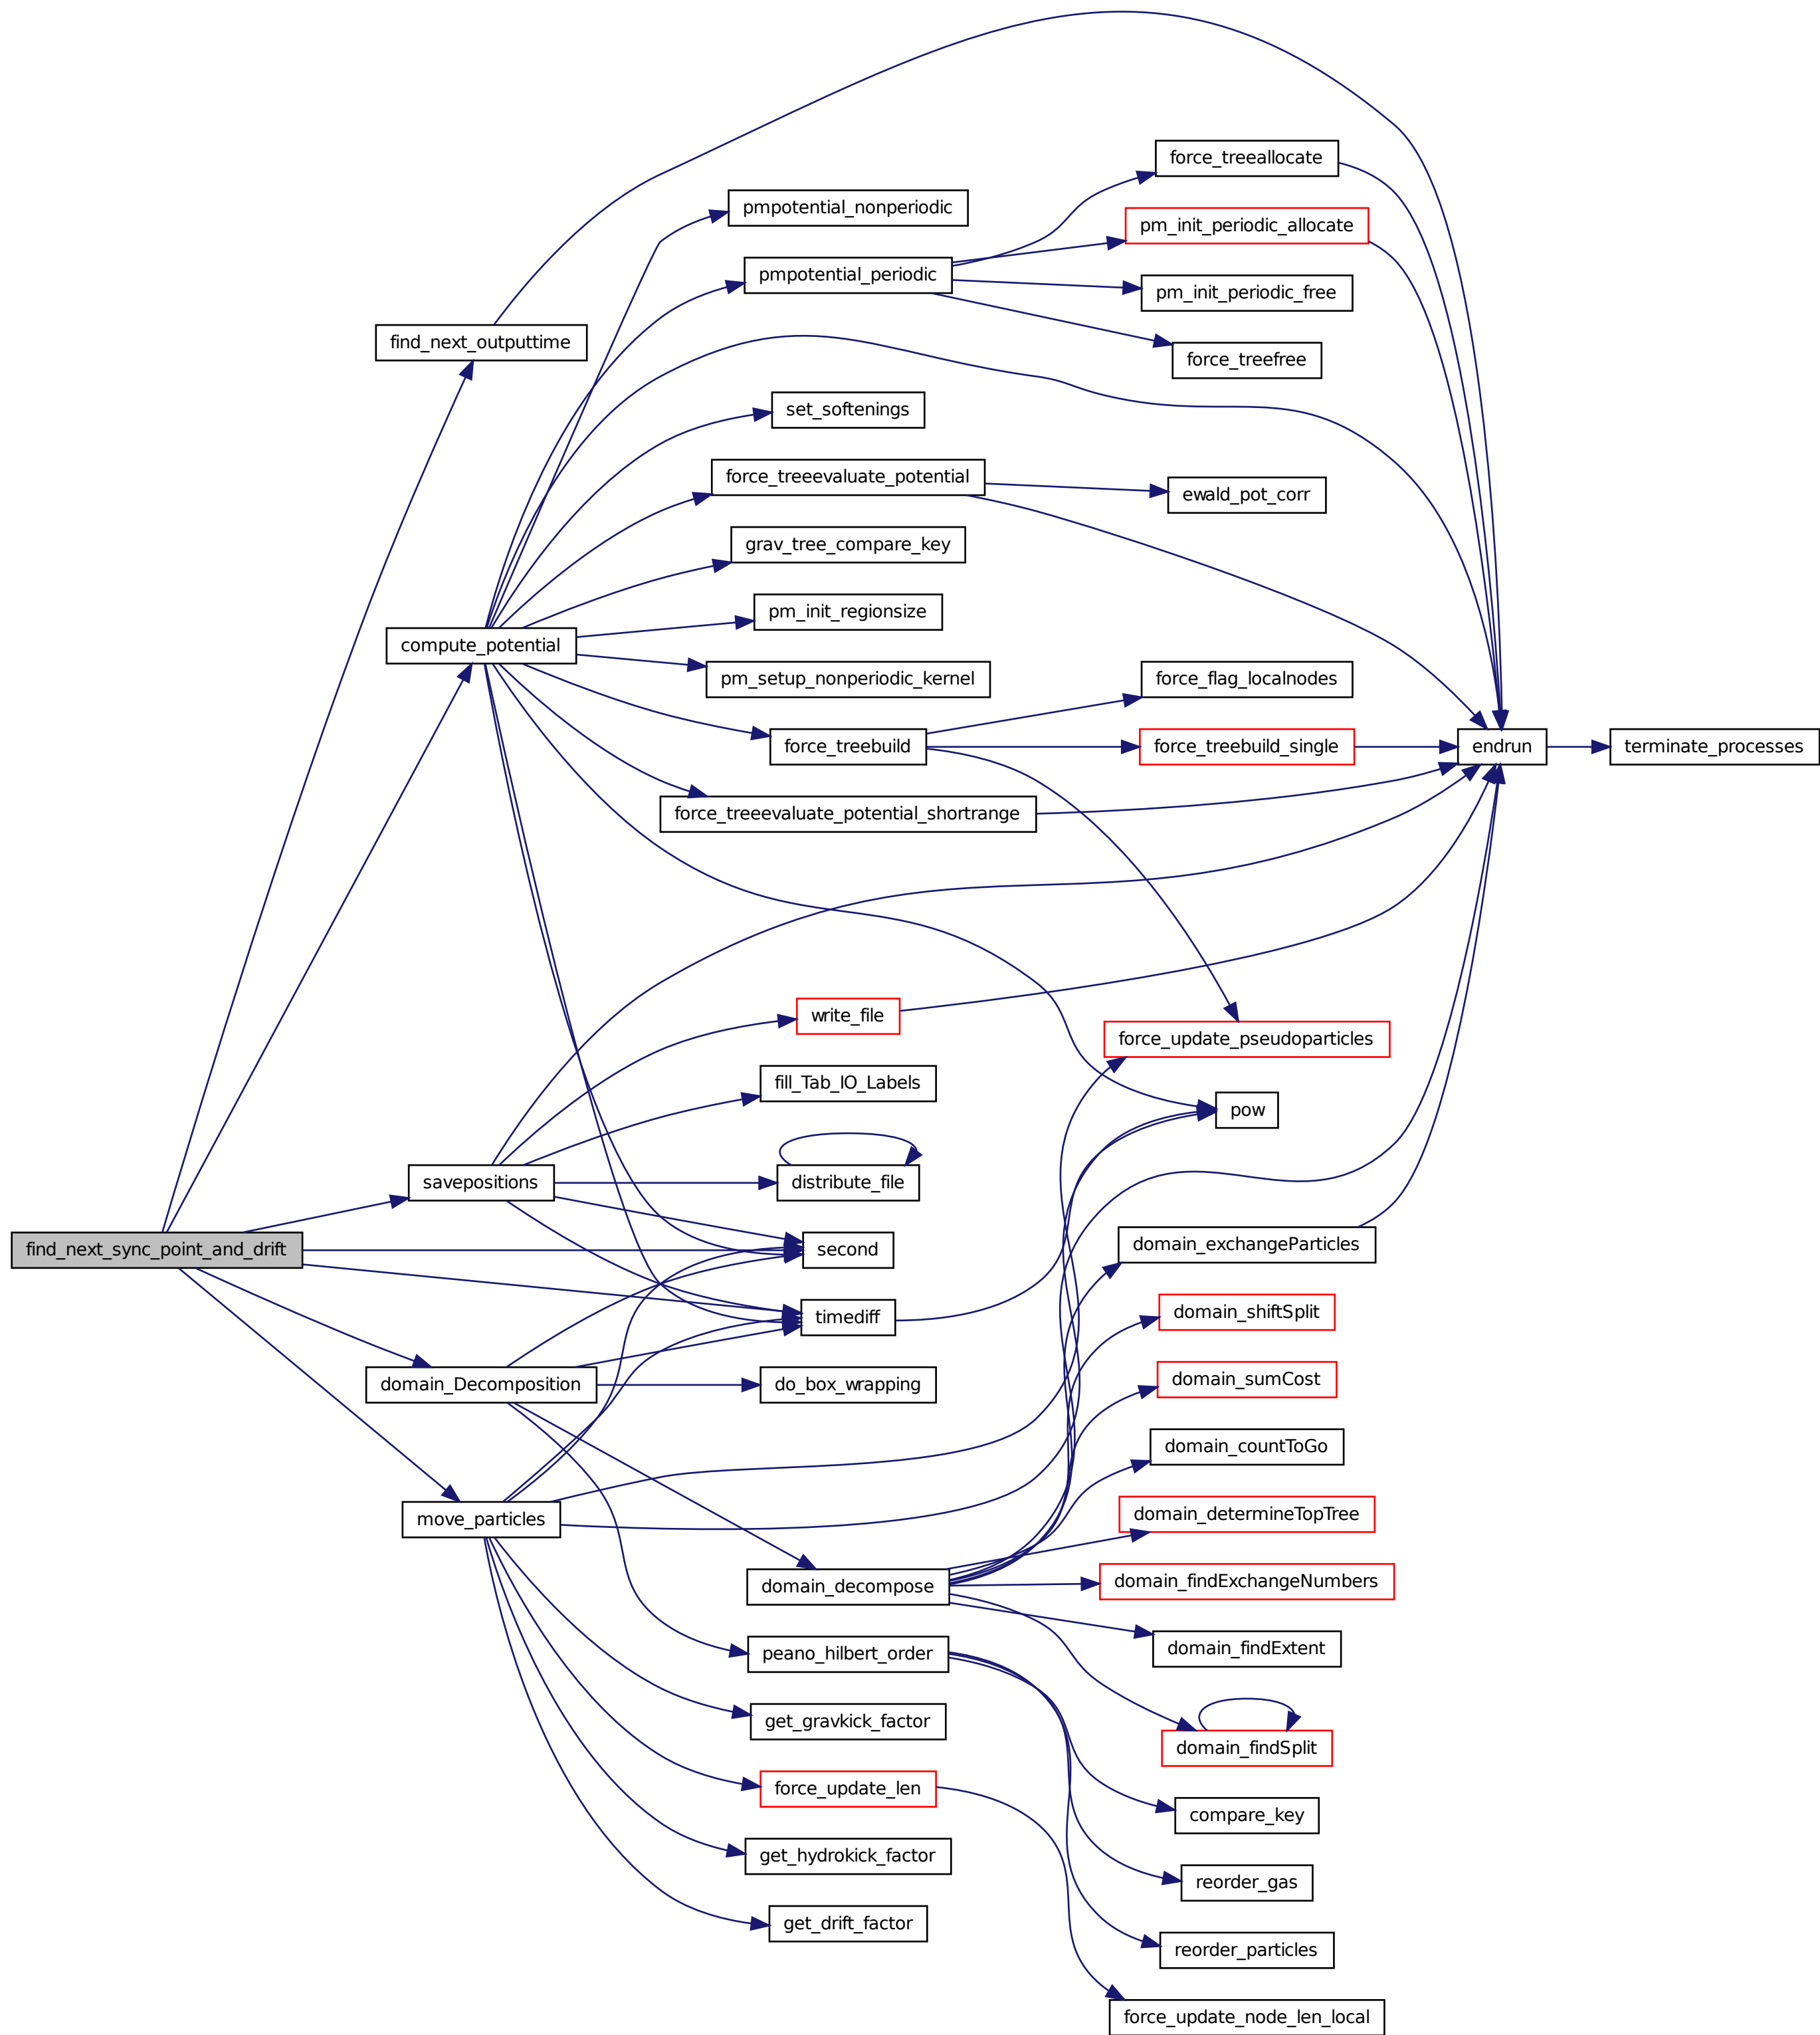 force_treeallocate
pmpotential_nonperiodic
pm_init_periodic_allocate
pmpotential_periodic
pm_init_periodic_free
find_next_outputtime
force_treefree
set_softenings
force_treeevaluate_potential
ewald_pot_corr
grav_tree_compare_key
pm_init_regionsize
compute_potential
pm_setup_nonperiodic_kernel
force_flag_localnodes
force_treebuild
force_treebuild_single
endrun
terminate_processes
force_treeevaluate_potential_shortrange
write_file
force_update_pseudoparticles
fill_Tab_IO_Labels
pow
savepositions
distribute_file
find_next_sync_point_and_drift
second
domain_exchangeParticles
timediff
domain_shiftSplit
domain_Decomposition
do_box_wrapping
domain_sumCost
domain_countToGo
move_particles
domain_determineTopTree
domain_decompose
domain_findExchangeNumbers
peano_hilbert_order
domain_findExtent
get_gravkick_factor
domain_findSplit
force_update_len
compare_key
get_hydrokick_factor
reorder_gas
get_drift_factor
reorder_particles
force_update_node_len_local